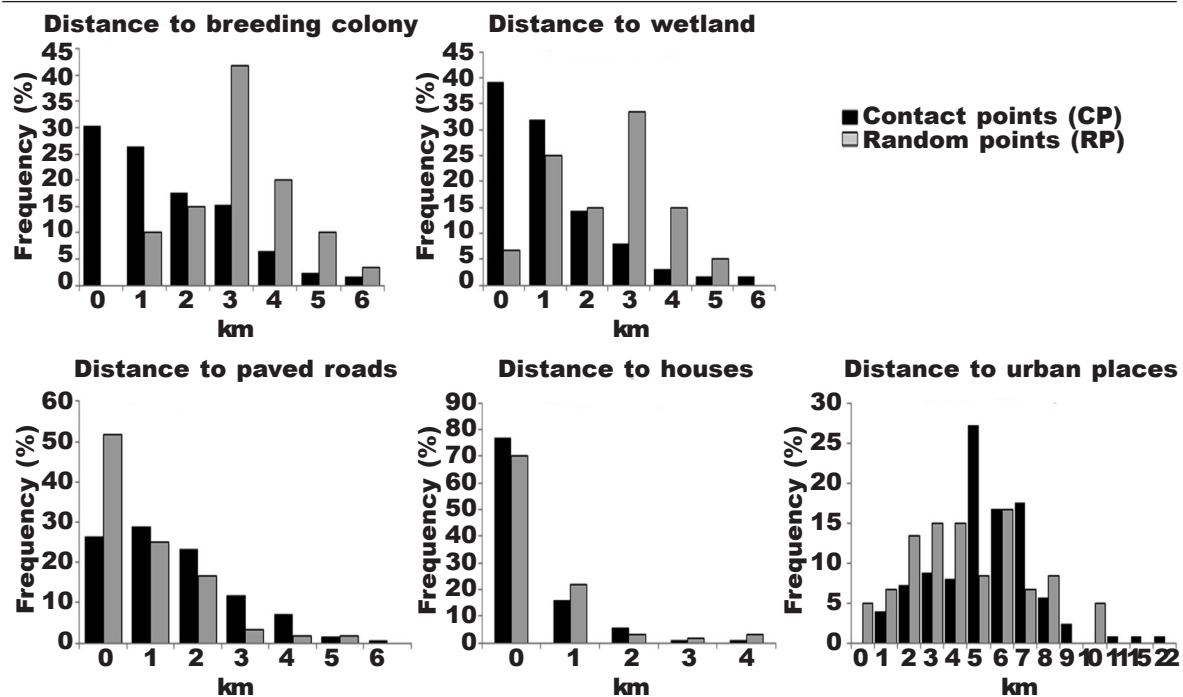 Distance to breeding colony
45
40
35
30
25
20
15
10
5
0
Frequency (%)
0 1 2 3 4 5 6
km
Distance to wetland
45
40
35
30
25
20
15
10
5
0
Frequency (%)
0 1 2 3 4 5 6
km
Contact points (CP)
Random points (RP)
Distance to paved roads
60
50
40
30
20
10
0
Frequency (%)
0 1 2 3 4 5 6
km
Distance to houses
90
80
70
60
50
40
30
20
10
0
Frequency (%)
0 1 2 3 4
km
Distance to urban places
30
25
20
15
10
5
0
Frequency (%)
0 1 2 3 4 5 6 7 8 9 10 11 15 22
km